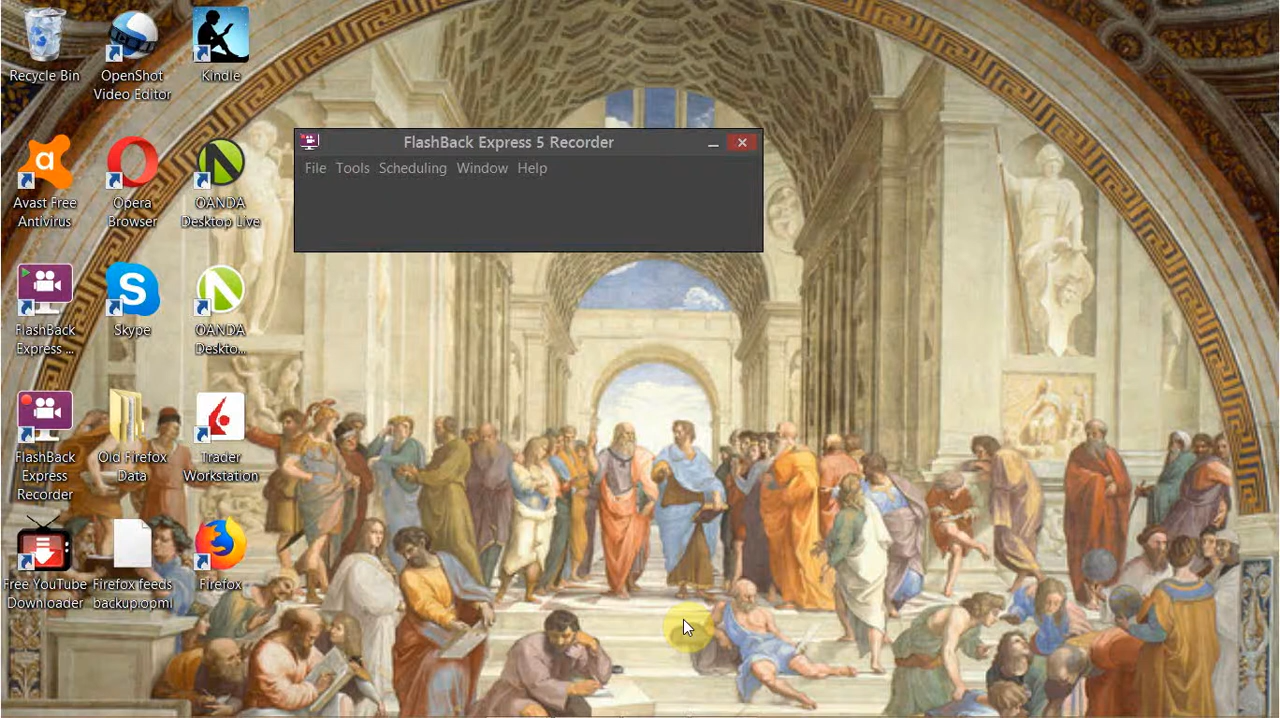 Recycle Bin
OpenShot
Video Editor
Kindle
FlashBack Express 5 Recorder
File Tools Scheduling Window Help
Avast Free
Antivirus
Opera
Browser
OANDA
Desktop Live
FlashBack
Express ...
Skype
OANDA
Deskto...
FlashBack
Express
Recorder
Old Firefox
Data
Trader
Workstation
Free YouTube
Downloader
Firefox feeds
backup.opml
Firefox